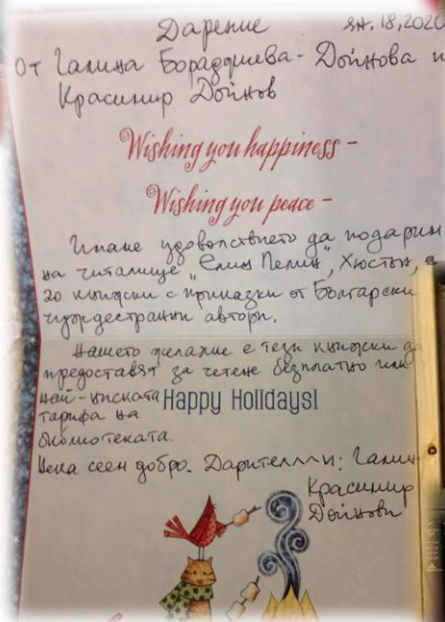 Дарение ян. 18, 2020
От Галина Бораджиева - Дойнова и
Красимир Дойнов
Wishing you happiness –
Wishing you peace –
Имаме удоволствието да подарим
на читалище "Елин Пелин", Хюстън,
20 книжки с приказки от Български
чуждестранни автори.
Нашето желание е тези книжки да
предоставят за четене безплатно или
най-ниската
Happy Holidays!
тарифа на
библиотеката.
Нека сеем добро. Дарители: Галина
Красимир
Дойнови